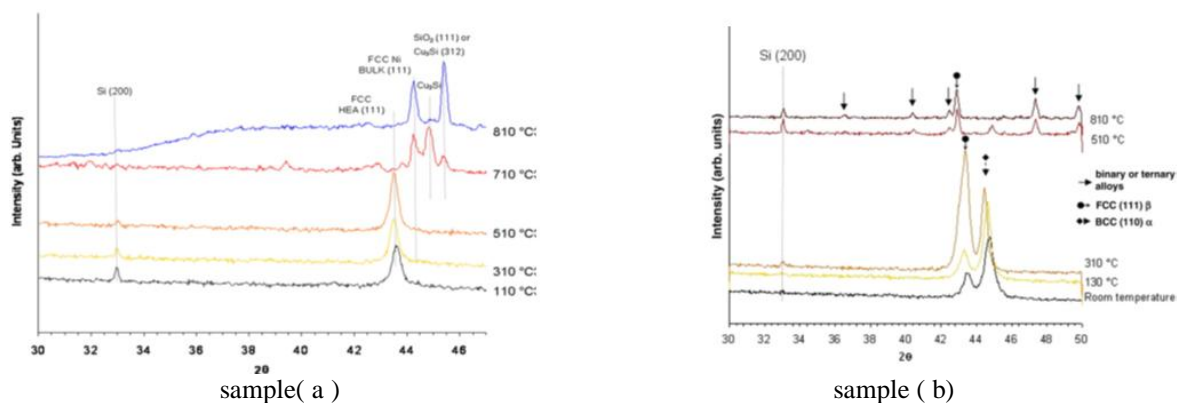 SiO₂ (111) or
Cu₉Si (312)
FCC Ni
BULK (111)
Cu₉Si
Si (200)
FCC
HEA (111)
810 °C
710 °C
510 °C
310 °C
110 °C
Intensity (arb. Units)
30 32 34 36 38 40 42 44 46
2θ
sample( a )
Si (200)
810 °C
510 °C
binary or ternary
alloys
FCC (111) β
BCC (110) α
310 °C
130 °C
Room temperature
Intensity (arb. units)
30 32 34 36 38 40 42 44 46 48 50
2θ
sample ( b)